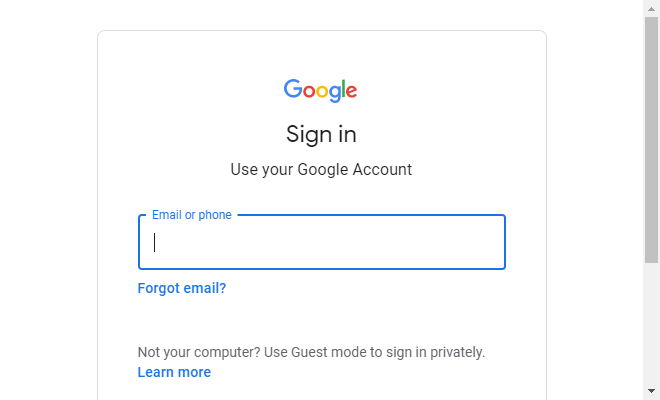 Google
Sign in
Use your Google Account
Email or phone
Forgot email?
Not your computer? Use Guest mode to sign in privately.
Learn more